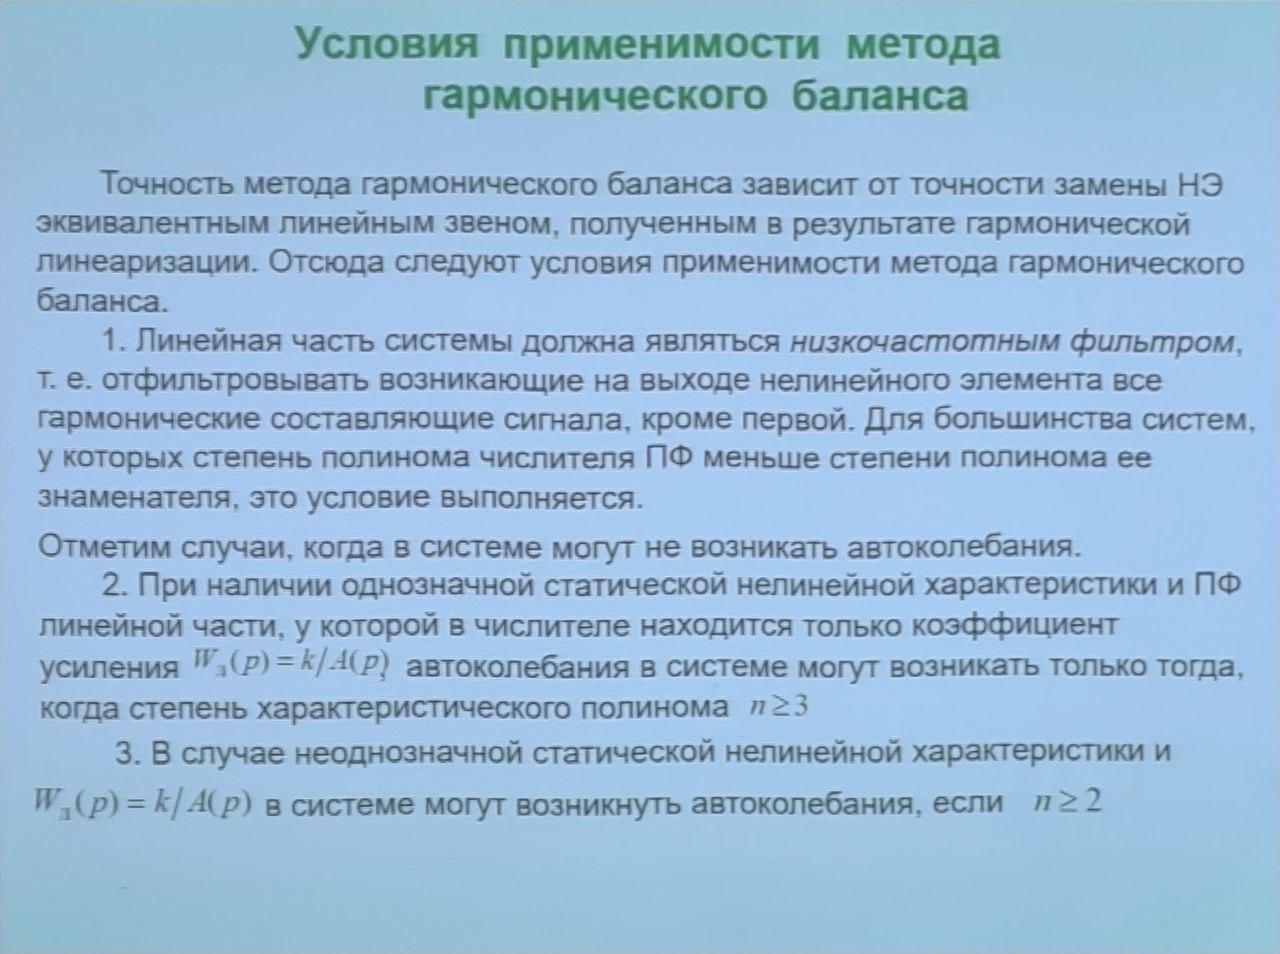 Условия применимости метода
гармонического баланса
Точность метода гармонического баланса зависит от точности замены НЭ
эквивалентным линейным звеном, полученным в результате гармонической
линеаризации. Отсюда следуют условия применимости метода гармонического
баланса.
1. Линейная часть системы должна являться низкочастотным фильтром,
т. е. отфильтровывать возникающие на выходе нелинейного элемента все
гармонические составляющие сигнала, кроме первой. Для большинства систем,
у которых степень полинома числителя ПФ меньше степени полинома ее
знаменателя, это условие выполняется.
Отметим случаи, когда в системе могут не возникать автоколебания.
2. При наличии однозначной статической нелинейной характеристики и ПФ
линейной части, у которой в числителе находится только коэффициент
усиления Wл(p)=k/A(p) автоколебания в системе могут возникать только тогда,
когда степень характеристического полинома n≥3
3. В случае неоднозначной статической нелинейной характеристики и
Wл(p)=k/A(p) в системе могут возникнуть автоколебания, если n≥2